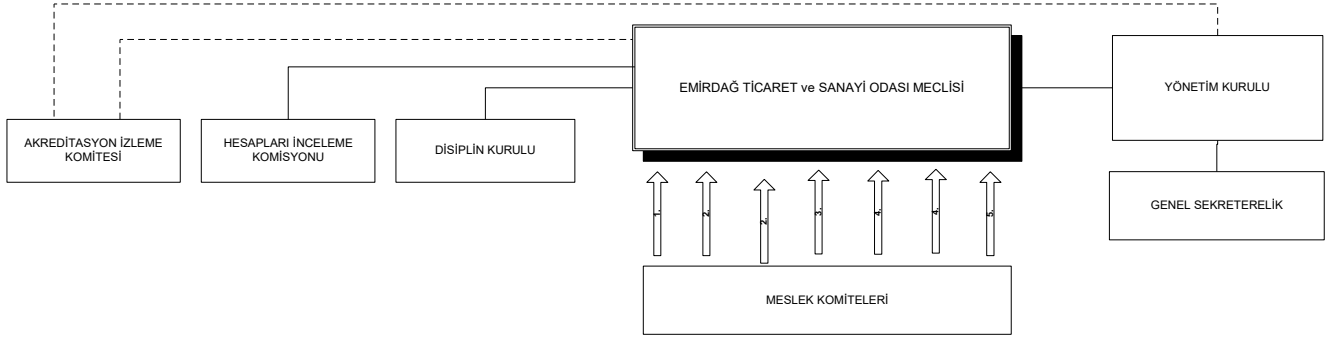 EMİRDAĞ TİCARET ve SANAYİ ODASI MECLİSİ
YÖNETİM KURULU
AKREDİTASYON İZLEME
KOMİTESİ
HESAPLARI İNCELEME
KOMİSYONU
DİSİPLİN KURULU
GENEL SEKRETERELİK
1.
2.
2.
3.
4.
4.
5.
MESLEK KOMİTELERİ